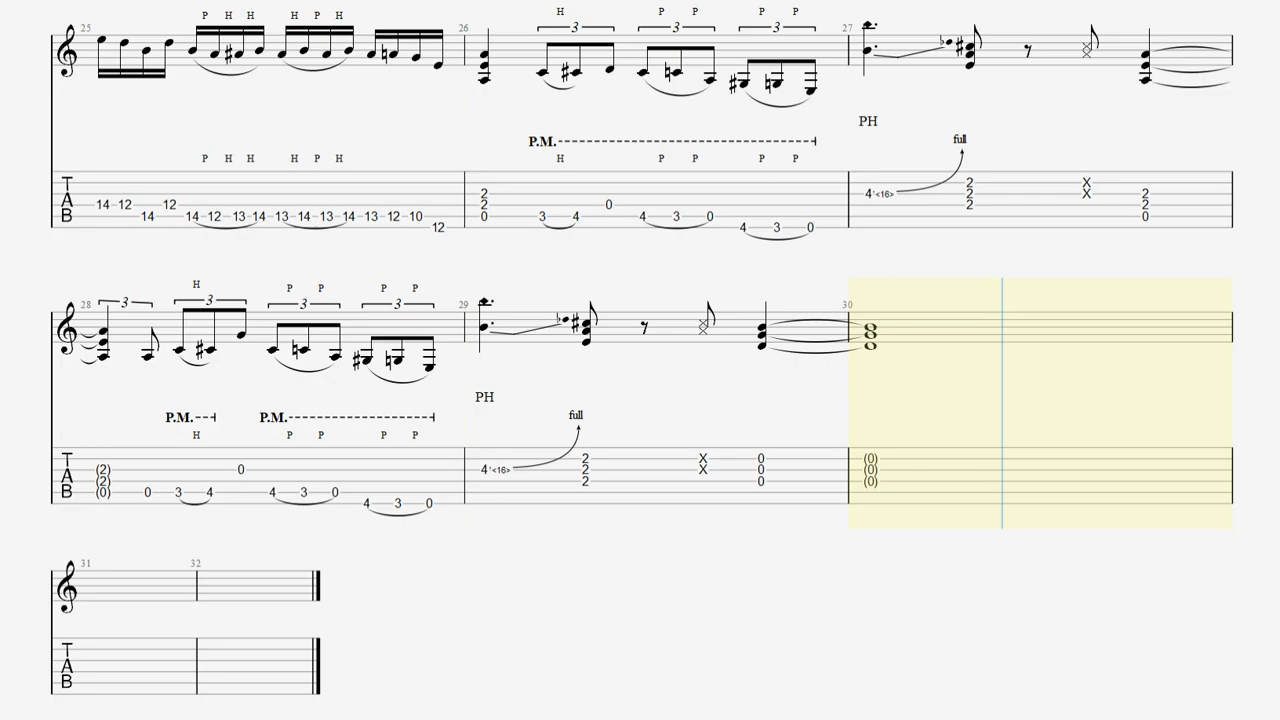 25 P H H H P H 26 H P P P P 27
3 3 3
PH
P.M. full
P H H H P H H P P P P
2 2 X
14 12 12 2 4 <16> 2 X 2
14 14 12 13 14 13 14 13 14 13 12 10 2 0 2 2
12 0 3 4 4 3 0 0
4 3 0
28 3 H P P P P 29 30
3 3 3
PH
P.M. P.M. full
H P P P P
2 X 0 (0)
(2) 0 4 <16> 2 X 0 (0)
(2) 2 0 (0)
(0) 0 3 4 4 3 0
4 3 0
31 32
T
A
B